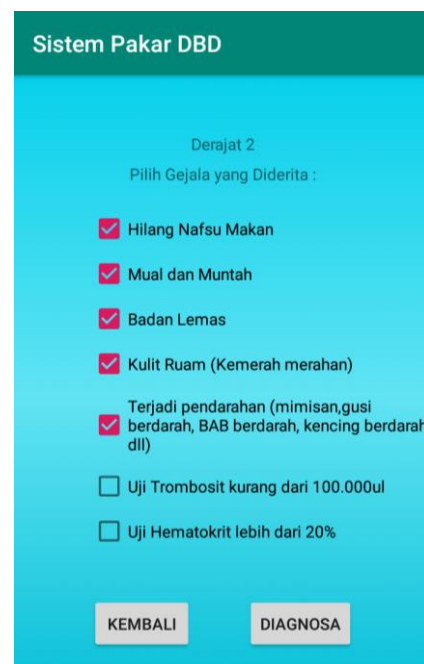 Sistem Pakar DBD
Derajat 2
Pilih Gejala yang Diderita :
Hilang Nafsu Makan
Mual dan Muntah
Badan Lemas
Kulit Ruam (Kemerah merahan)
Terjadi pendarahan (mimisan,gusi
berdarah, BAB berdarah, kencing berdarah
dll)
Uji Trombosit kurang dari 100.000ul
Uji Hematokrit lebih dari 20%
KEMBALI
DIAGNOSA